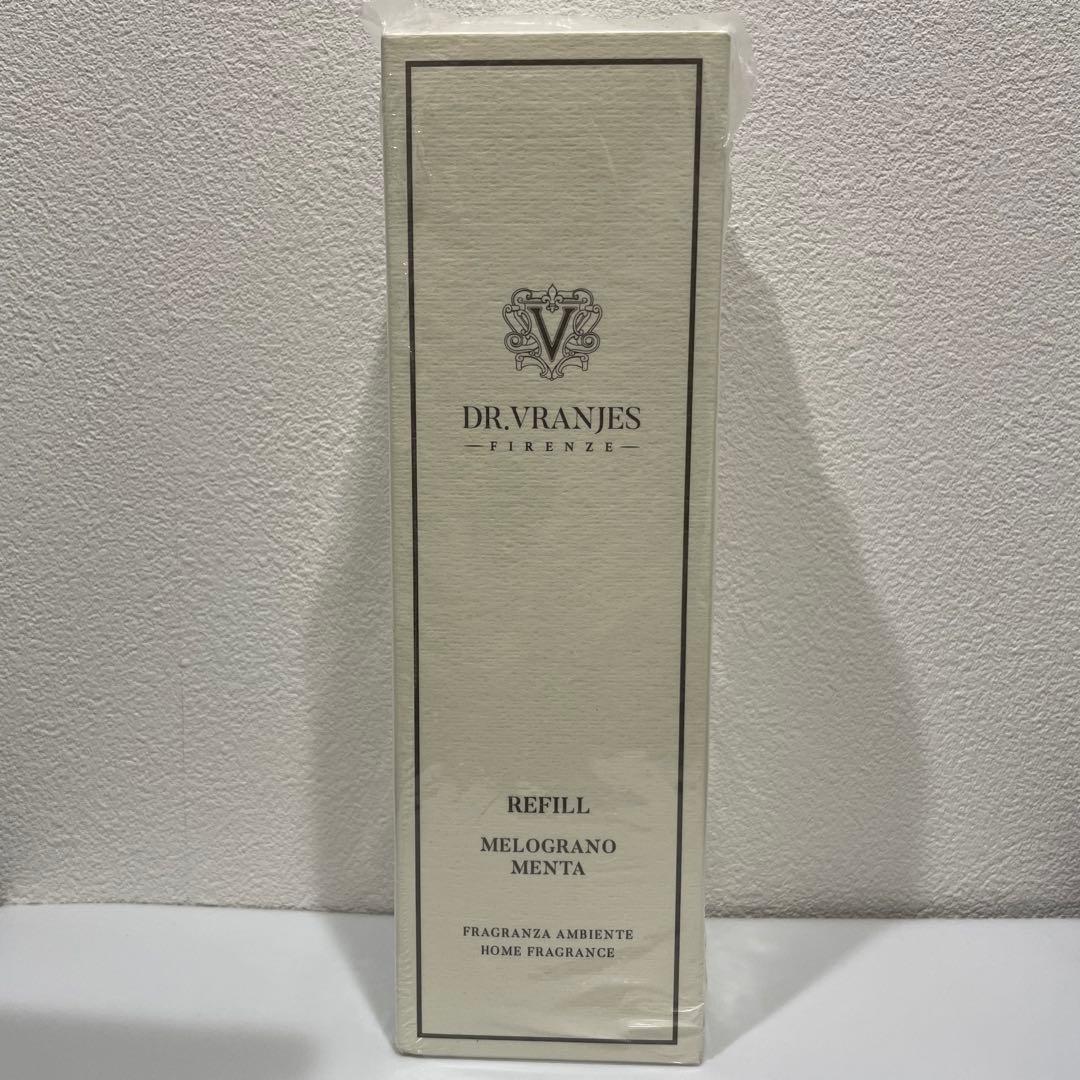 V
DR.VRANJES
FIRENZE
REFILL
MELOGRANO
MENTA
FRAGRANZA AMBIENTE
HOME FRAGRANCE